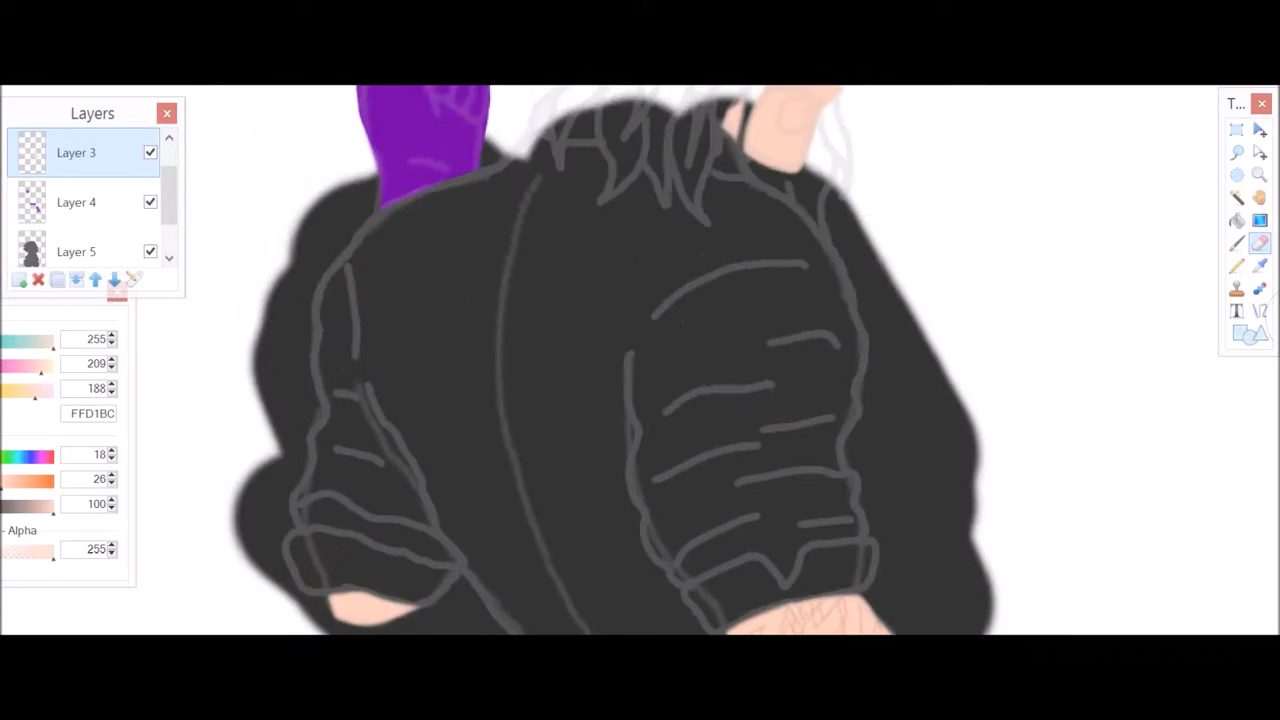 Layers
T...
Layer 3
Layer 4
Layer 5
255
209
188
FFD1BC
18
26
100
- Alpha
255